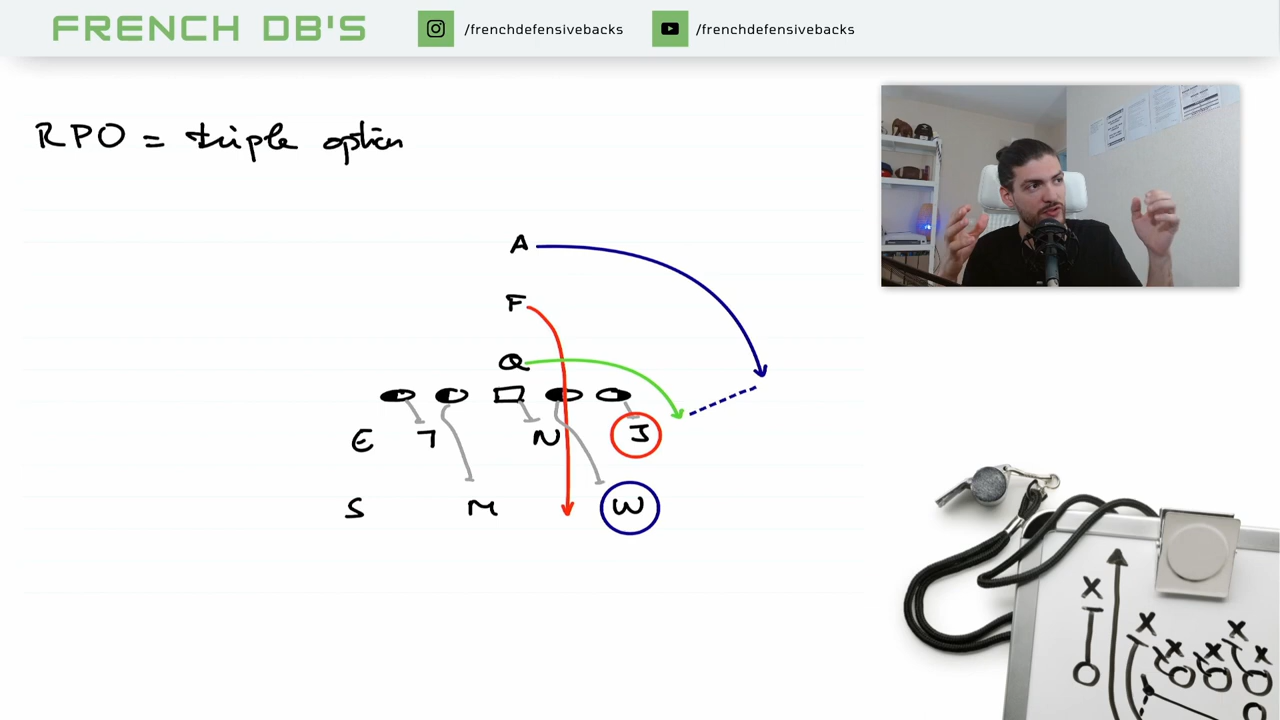 FRENCH DB'S
/frenchdefensivebacks
/frenchdefensivebacks
RPO = triple option
A
F
Q
E T N J
S M W
X
X X X X X